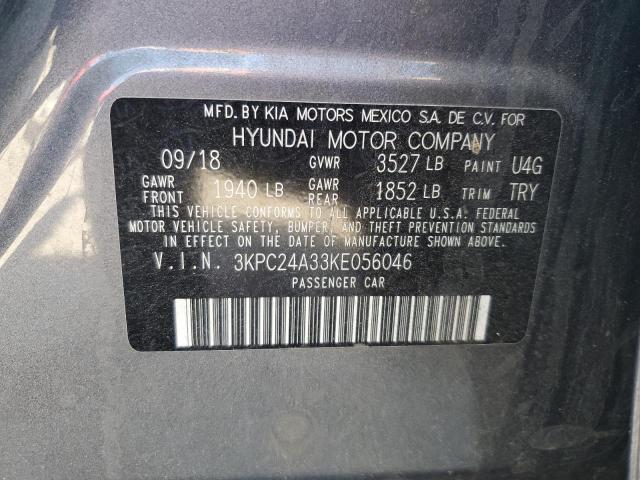 MFD. BY KIA MOTORS MEXICO S.A. DE C.V. FOR
HYUNDAI MOTOR COMPANY
09/18 GVWR 3527 LB PAINT U4G
GAWR FRONT 1940 LB GAWR REAR 1852 LB TRIM TRY
THIS VEHICLE CONFORMS TO ALL APPLICABLE U.S.A. FEDERAL
MOTOR VEHICLE SAFETY, BUMPER, AND THEFT PREVENTION STANDARDS
IN EFFECT ON THE DATE OF MANUFACTURE SHOWN ABOVE.
V.I.N. 3KPC24A33KE056046
PASSENGER CAR